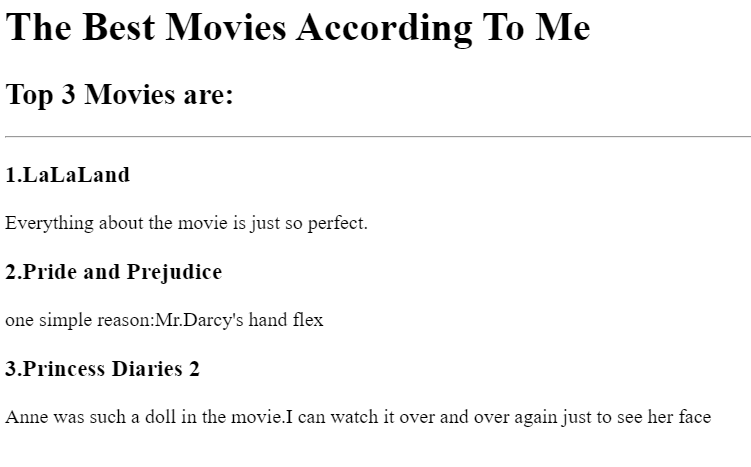 The Best Movies According To Me
Top 3 Movies are:
1.LaLaLand
Everything about the movie is just so perfect.
2.Pride and Prejudice
one simple reason:Mr.Darcy's hand flex
3.Princess Diaries 2
Anne was such a doll in the movie.I can watch it over and over again just to see her face